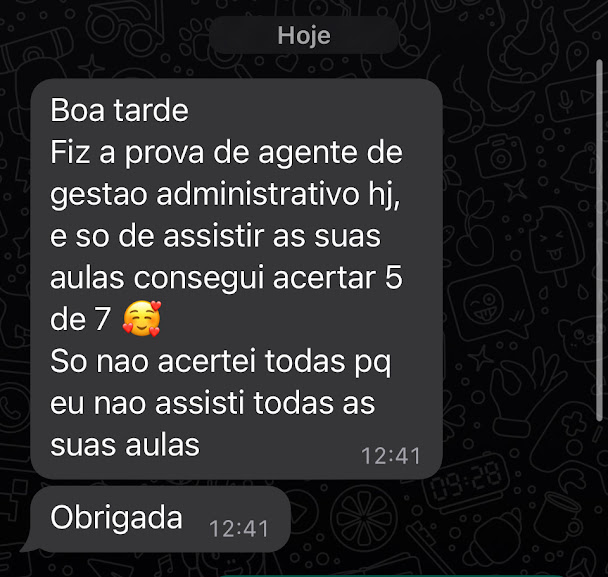 Hoje
Boa tarde
Fiz a prova de agente de
gestao administrativo hj,
e so de assistir as suas
aulas consegui acertar 5
de 7 🥰
So nao acertei todas pq
eu nao assisti todas as
suas aulas
12:41
09:28
Obrigada
12:41